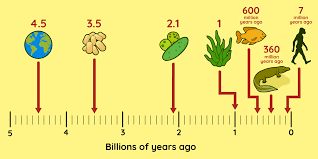 4.5
3.5
2.1
1
600
million
years ago
360
million
years ago
7
million
years ago
5
4
3
2
1
0
Billions of years ago